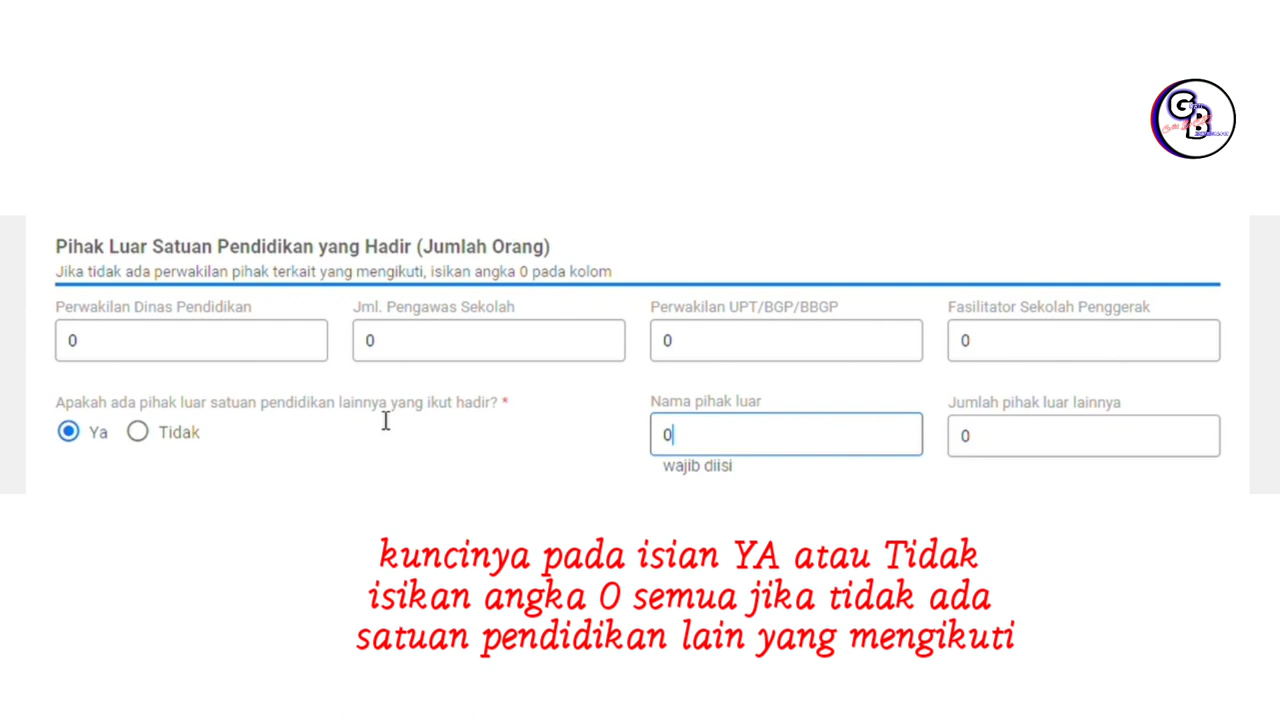 G
B
Pihak Luar Satuan Pendidikan yang Hadir (Jumlah Orang)
Jika tidak ada perwakilan pihak terkait yang mengikuti, isikan angka 0 pada kolom
Perwakilan Dinas Pendidikan
Jml. Pengawas Sekolah
Perwakilan UPT/BGP/BBGP
Fasilitator Sekolah Penggerak
0
0
0
0
Apakah ada pihak luar satuan pendidikan lainnya yang ikut hadir? *
Nama pihak luar
Jumlah pihak luar lainnya
Ya
Tidak
0
0
wajib diisi
kuncinya pada isian YA atau Tidak
isikan angka 0 semua jika tidak ada
satuan pendidikan lain yang mengikuti